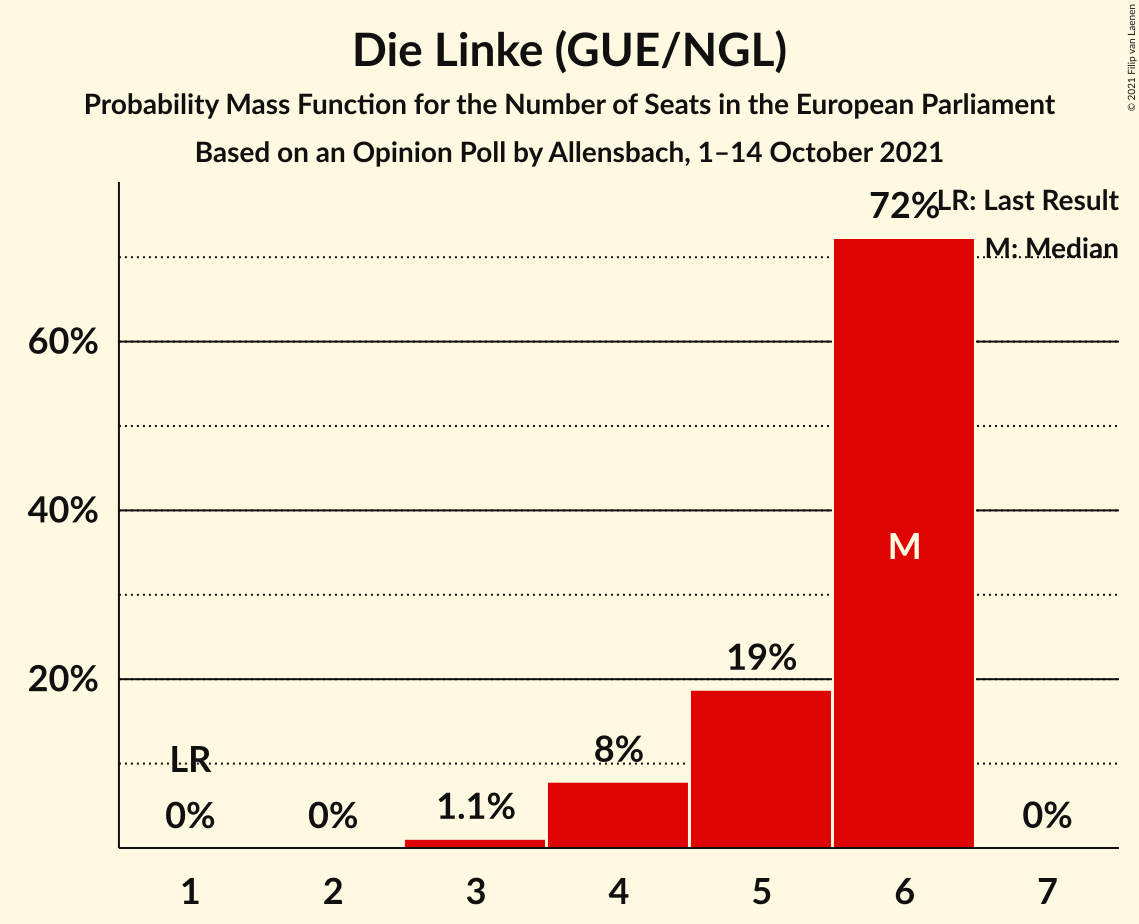 Die Linke (GUE/NGL)
Probability Mass Function for the Number of Seats in the European Parliament
Based on an Opinion Poll by Allensbach, 1–14 October 2021
© 2021 Filip van Laenen
LR: Last Result
M: Median
72%
60%
40%
M
19%
20%
8%
LR
1.1%
0%
0%
0%
1 2 3 4 5 6 7